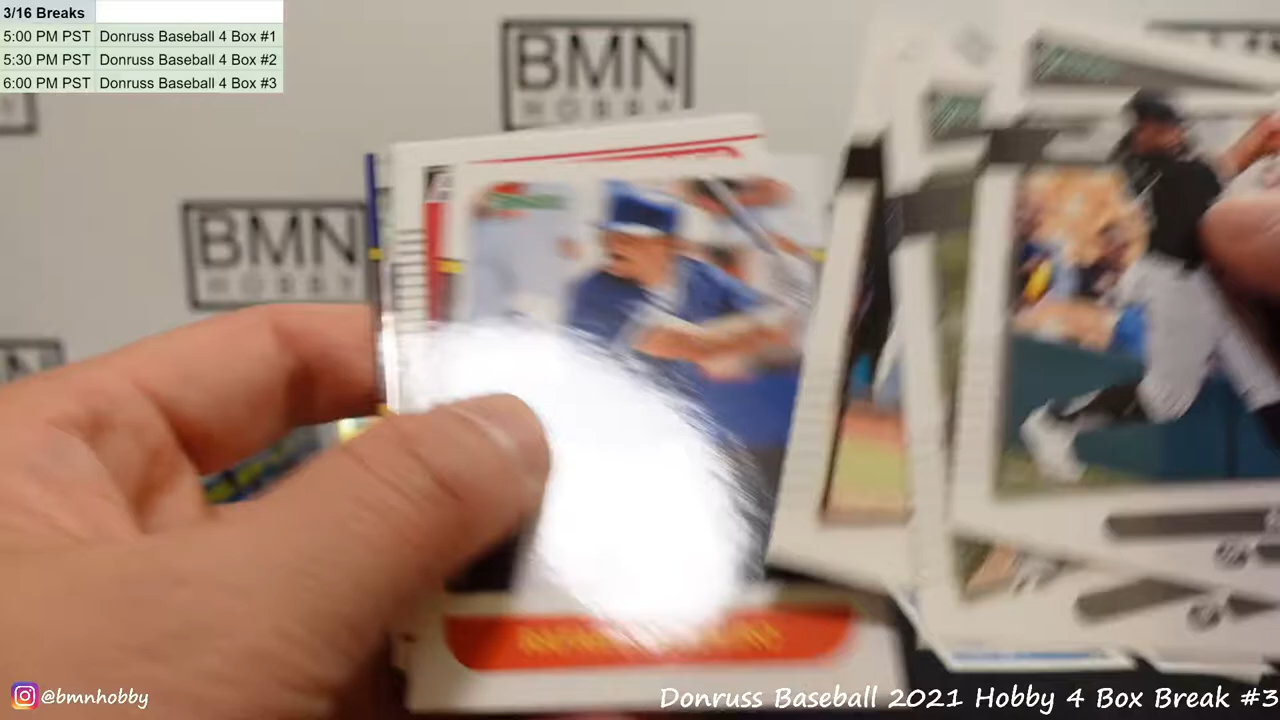 3/16 Breaks
5:00 PM PST Donruss Baseball 4 Box #1
5:30 PM PST Donruss Baseball 4 Box #2
6:00 PM PST Donruss Baseball 4 Box #3
BMN
HOBBY
BMN
HOBBY
@bmnhobby
Donruss Baseball 2021 Hobby 4 Box Break #3